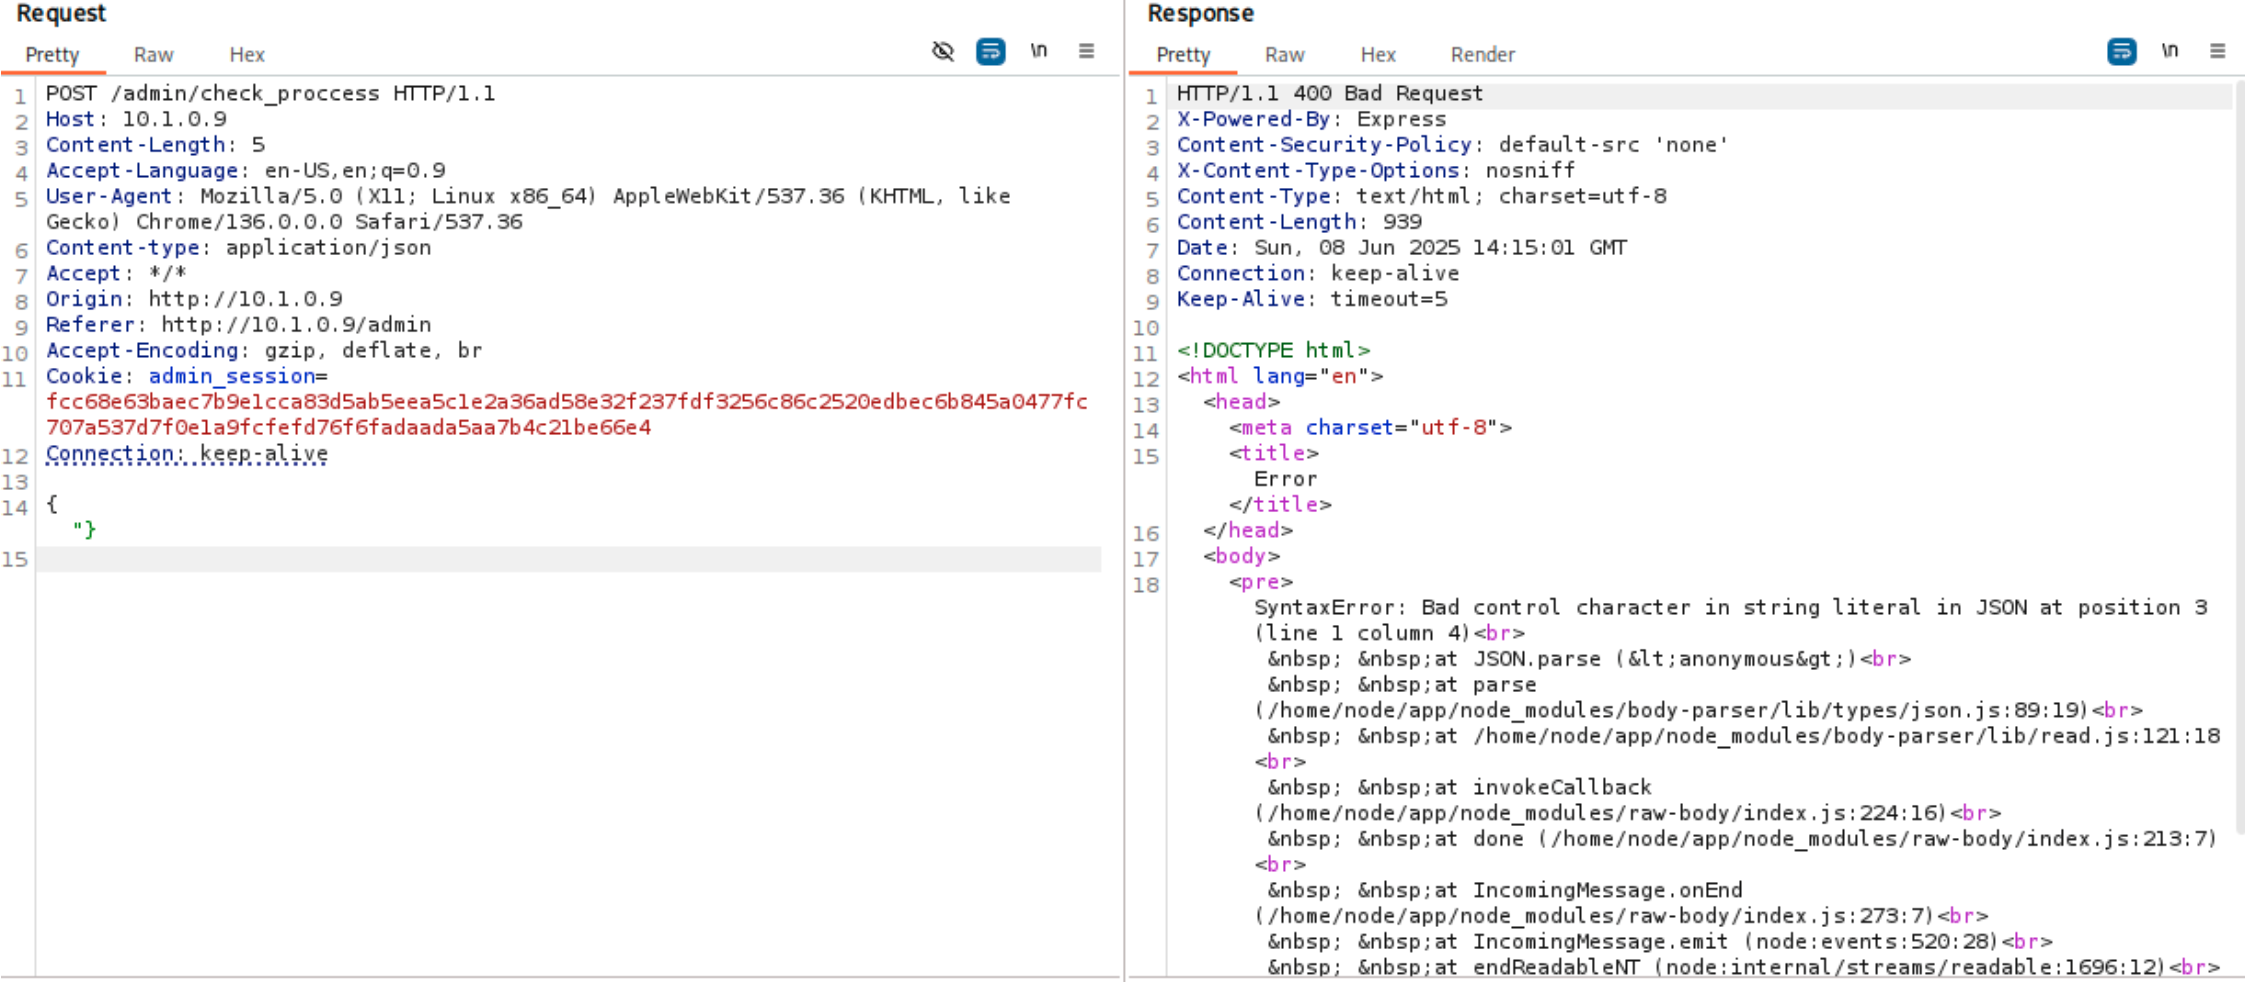 Request
Pretty Raw Hex \n
1 POST /admin/check_proccess HTTP/1.1
2 Host: 10.1.0.9
3 Content-Length: 5
4 Accept-Language: en-US,en;q=0.9
5 User-Agent: Mozilla/5.0 (X11; Linux x86_64) AppleWebKit/537.36 (KHTML, like
Gecko) Chrome/136.0.0.0 Safari/537.36
6 Content-type: application/json
7 Accept: */*
8 Origin: http://10.1.0.9
9 Referer: http://10.1.0.9/admin
10 Accept-Encoding: gzip, deflate, br
11 Cookie: admin_session=
fcc68e63baec7b9e1cca83d5ab5eea5c1e2a36ad58e32f237fdf3256c86c2520edbec6b845a0477fc
707a537d7f0e1a9fcfefd76f6fadaada5aa7b4c21be66e4
12 Connection: keep-alive
13
14 {
"}
15
Response
Pretty Raw Hex Render \n
1 HTTP/1.1 400 Bad Request
2 X-Powered-By: Express
3 Content-Security-Policy: default-src 'none'
4 X-Content-Type-Options: nosniff
5 Content-Type: text/html; charset=utf-8
6 Content-Length: 939
7 Date: Sun, 08 Jun 2025 14:15:01 GMT
8 Connection: keep-alive
9 Keep-Alive: timeout=5
10
11 <!DOCTYPE html>
12 <html lang="en">
13 <head>
14 <meta charset="utf-8">
15 <title>
Error
</title>
16 </head>
17 <body>
18 <pre>
SyntaxError: Bad control character in string literal in JSON at position 3
(line 1 column 4)<br>
&nbsp; &nbsp;at JSON.parse (&lt;anonymous&gt;)<br>
&nbsp; &nbsp;at parse
(/home/node/app/node_modules/body-parser/lib/types/json.js:89:19)<br>
&nbsp; &nbsp;at /home/node/app/node_modules/body-parser/lib/read.js:121:18
<br>
&nbsp; &nbsp;at invokeCallback
(/home/node/app/node_modules/raw-body/index.js:224:16)<br>
&nbsp; &nbsp;at done (/home/node/app/node_modules/raw-body/index.js:213:7)
<br>
&nbsp; &nbsp;at IncomingMessage.onEnd
(/home/node/app/node_modules/raw-body/index.js:273:7)<br>
&nbsp; &nbsp;at IncomingMessage.emit (node:events:520:28)<br>
&nbsp; &nbsp;at endReadableNT (node:internal/streams/readable:1696:12)<br>